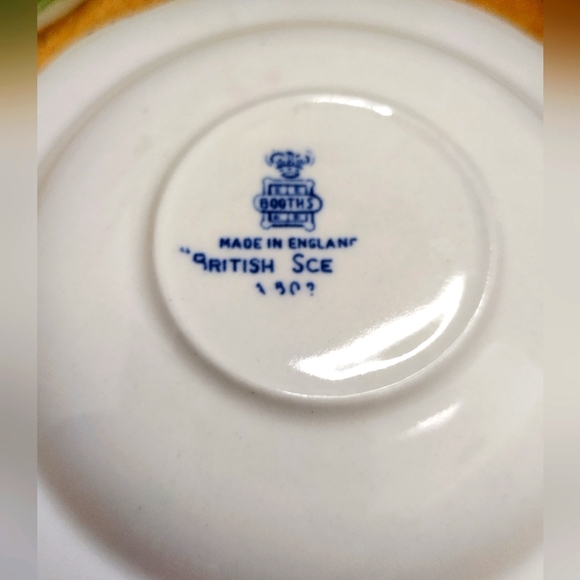 BOOTHS
MADE IN ENGLAND
"BRITISH SCE